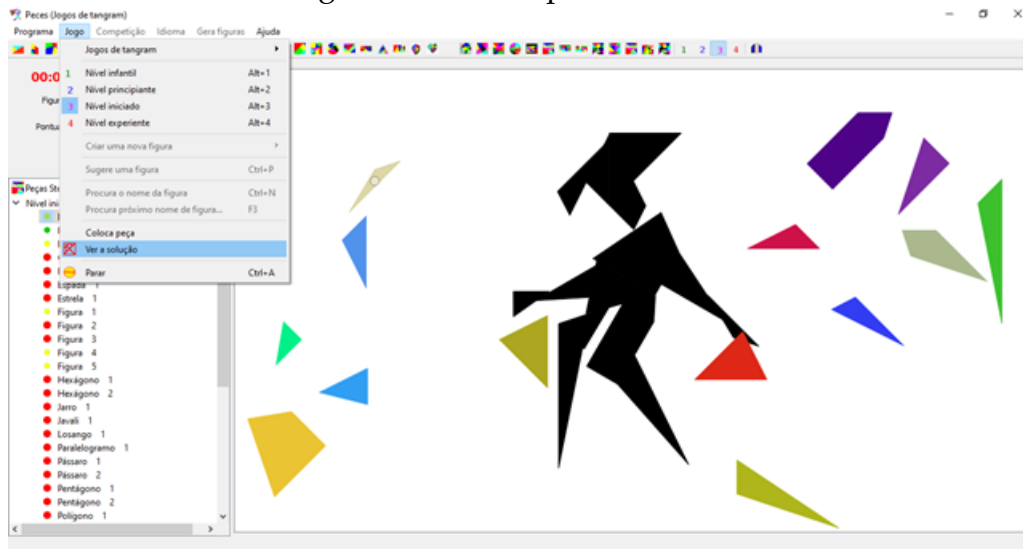 Peces (Jogos de tangram)
Programa Jogo Competição Idioma Gera figuras Ajuda
Jogos de tangram
1 2 3 4
00:0
1 Nível infantil Alt+1
2 Nível principiante Alt+2
3 Nível iniciado Alt+3
4 Nível experiente Alt+4
Criar uma nova figura
Sugere uma figura Ctrl+P
Procura o nome da figura Ctrl+N
Procura próximo nome de figura... F3
Coloca peça
Ver a solução
Parar Ctrl+A
Figu
Pontu
Peças St
Nível ini
Espada 1
Estrela 1
Figura 1
Figura 2
Figura 3
Figura 4
Figura 5
Hexágono 1
Hexágono 2
Jarro 1
Javali 1
Losango 1
Paralelogramo 1
Pássaro 1
Pássaro 2
Pentágono 1
Pentágono 2
Polígono 1